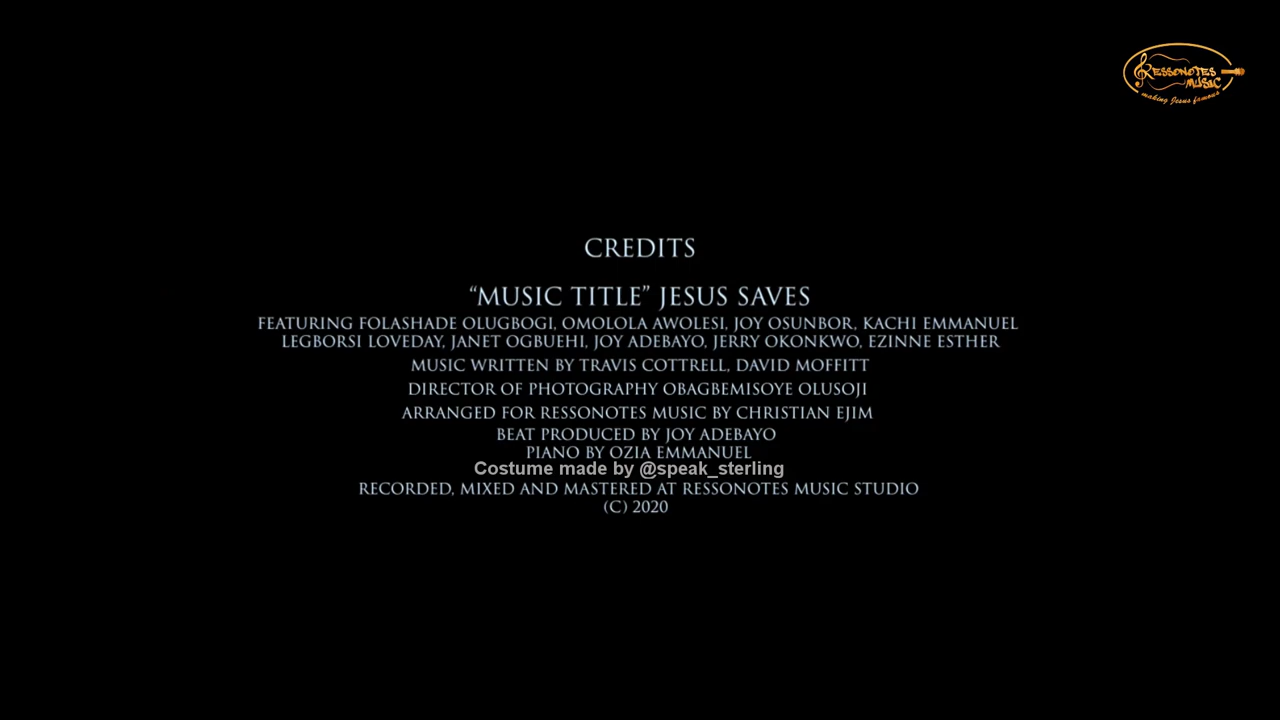 RESSONOTES
MUSIC
making Jesus famous
CREDITS
“MUSIC TITLE” JESUS SAVES
FEATURING FOLASHADE OLUGBOGI, OMOLOLA AWOLESI, JOY OSUNBOR, KACHI EMMANUEL
LEGBORSI LOVEDAY, JANET OGBUEHI, JOY ADEBAYO, JERRY OKONKWO, EZINNE ESTHER
MUSIC WRITTEN BY TRAVIS COTTRELL, DAVID MOFFITT
DIRECTOR OF PHOTOGRAPHY OBAGBEMISOYE OLUSOJI
ARRANGED FOR RESSONOTES MUSIC BY CHRISTIAN EJIM
BEAT PRODUCED BY JOY ADEBAYO
PIANO BY OZIA EMMANUEL
Costume made by @speak_sterling
RECORDED, MIXED AND MASTERED AT RESSONOTES MUSIC STUDIO
(C) 2020